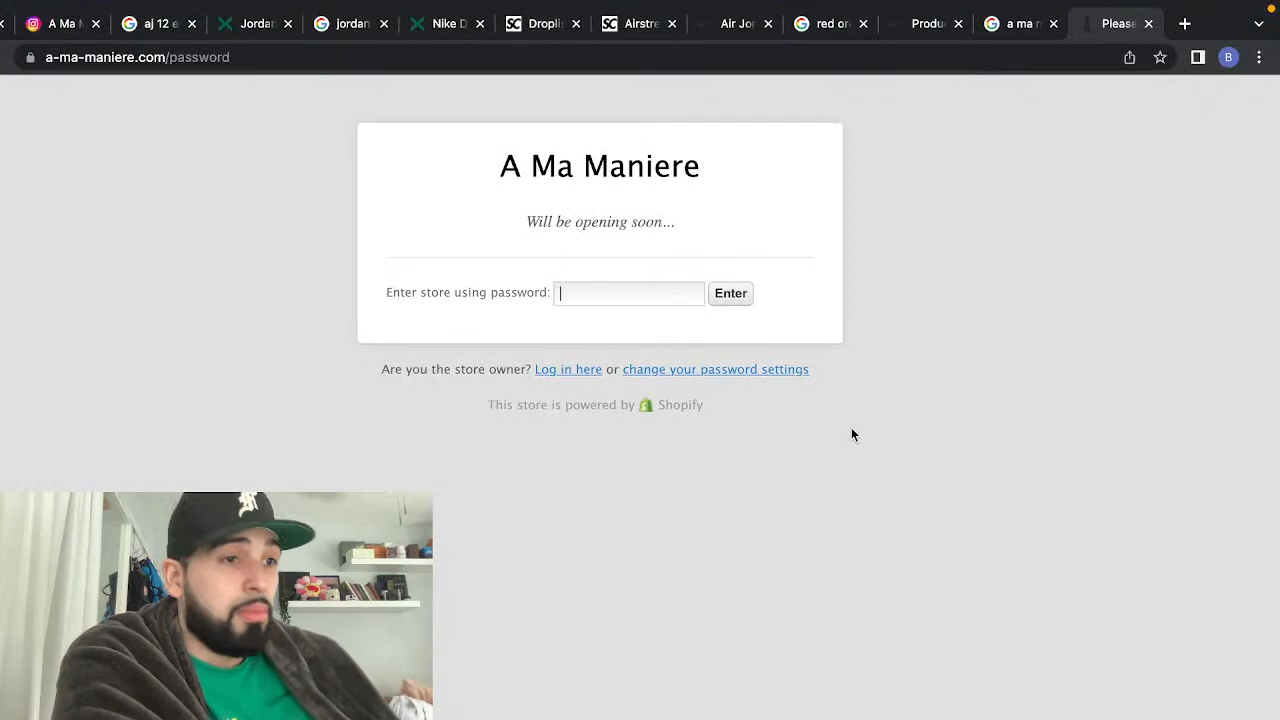 A Ma M
aj 12 e
Jordan
jordan
Nike D
Droplis
Airstre
Air Jor
red or
Produ
a ma n
Please
a-ma-maniere.com/password
B
A Ma Maniere
Will be opening soon...
Enter store using password:
Enter
Are you the store owner? Log in here or change your password settings
This store is powered by Shopify